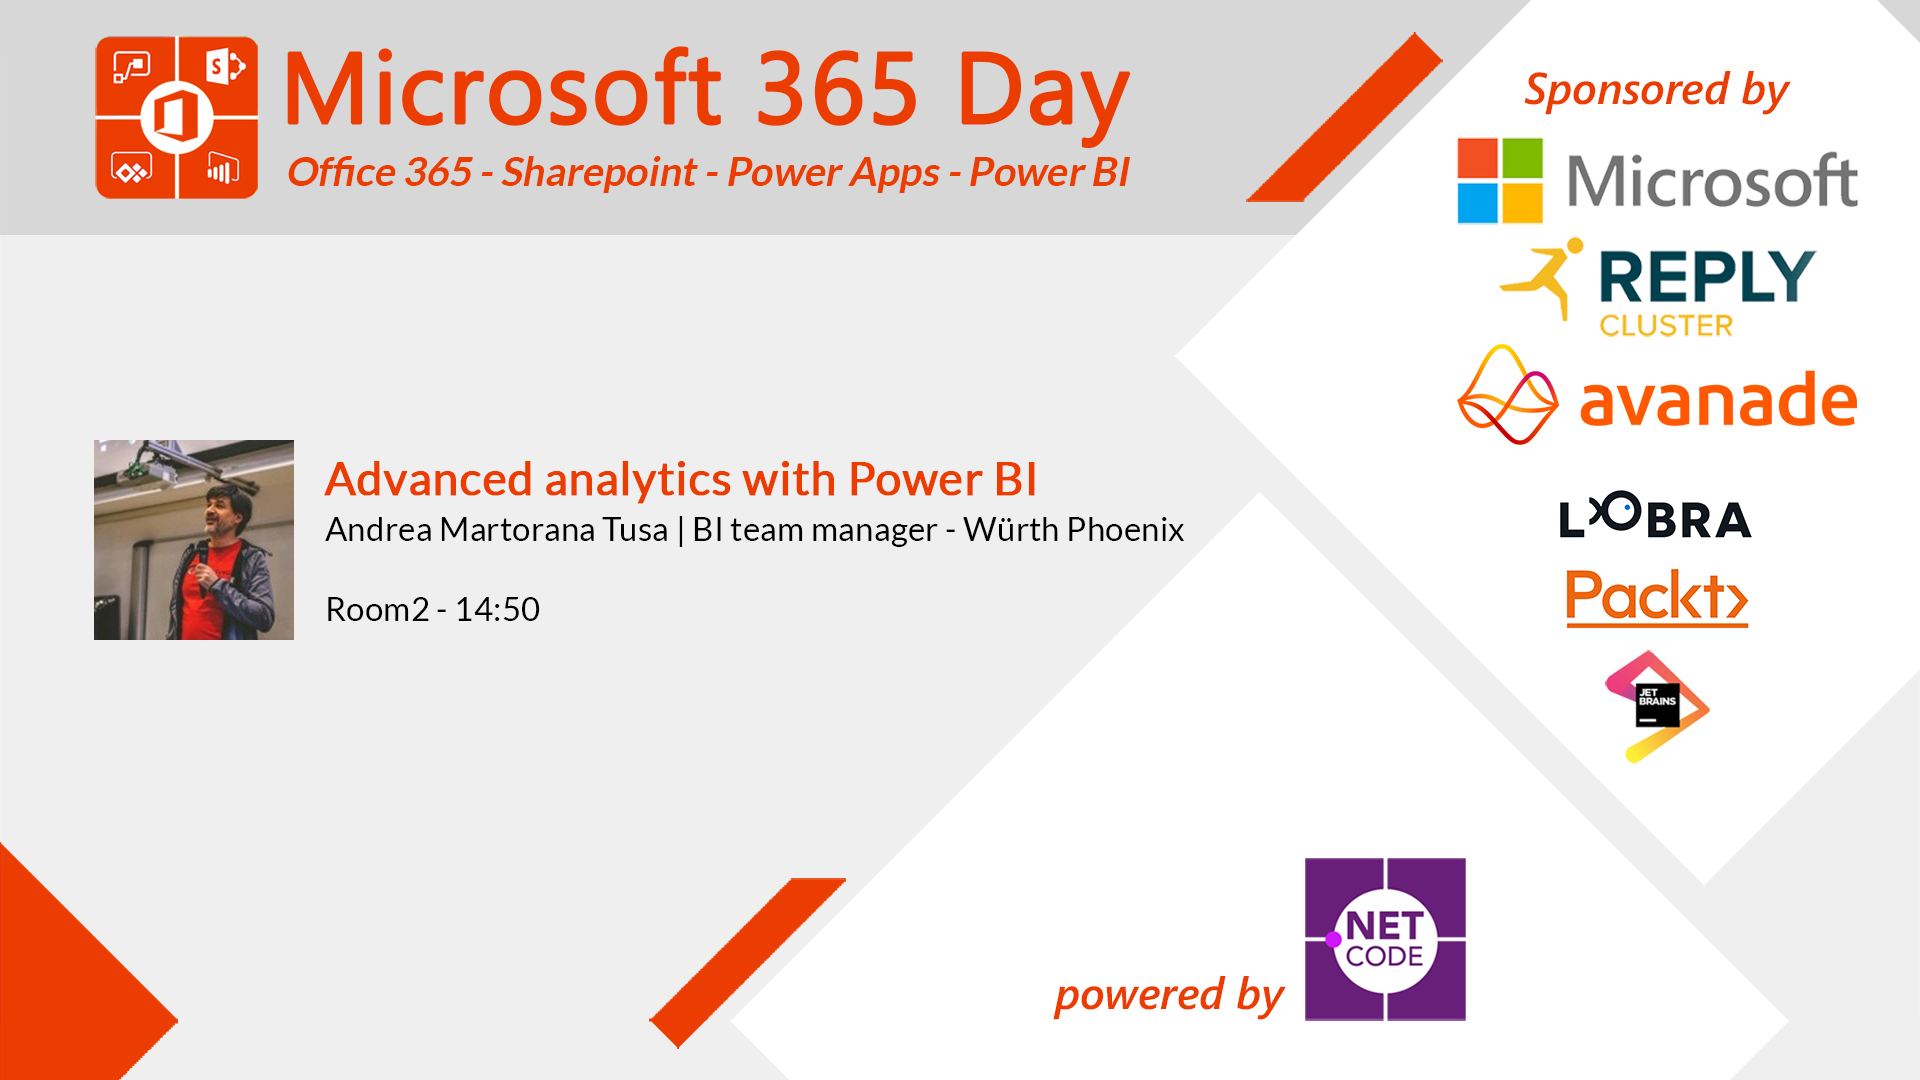 Microsoft 365 Day
Office 365 - Sharepoint - Power Apps - Power BI
Sponsored by
Microsoft
REPLY
CLUSTER
avanade
Advanced analytics with Power BI
Andrea Martorana Tusa | BI team manager - Würth Phoenix
Room2 - 14:50
LOBRA
Packt>
JET
BRAINS
powered by
NET
CODE